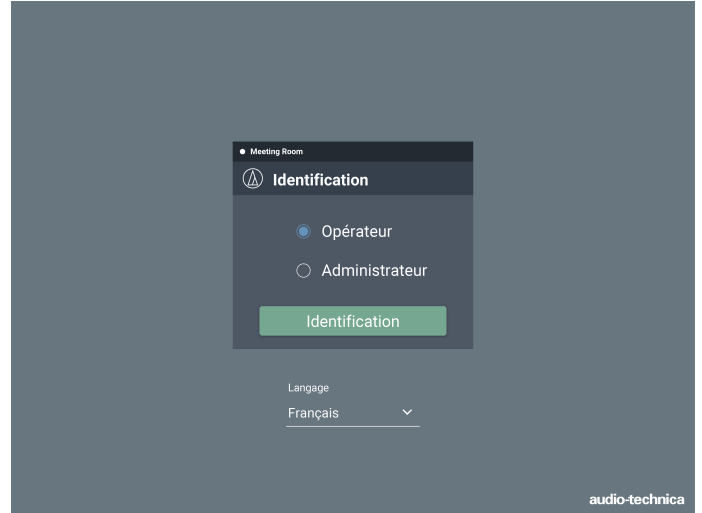 Meeting Room
Identification
Opérateur
Administrateur
Identification
Langage
Français
audio-technica